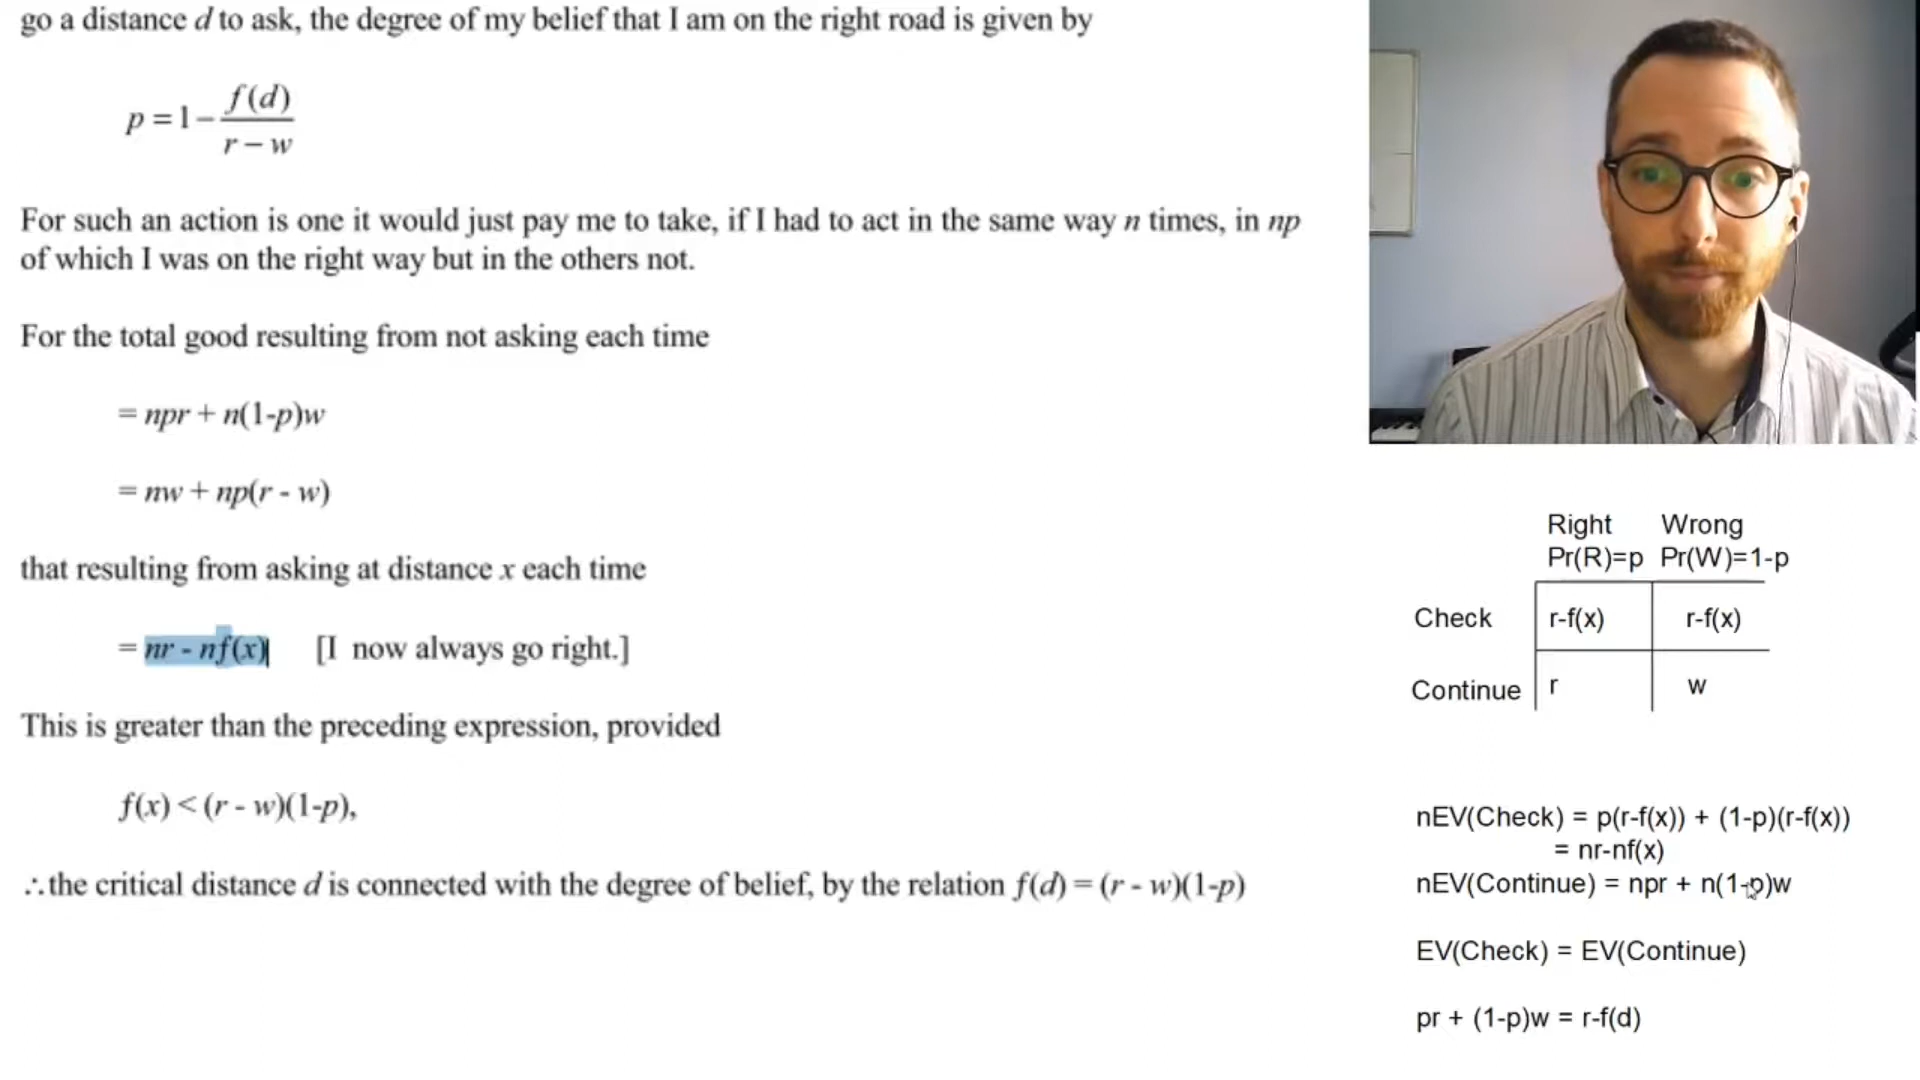 go a distance d to ask, the degree of my belief that I am on the right road is given by
p = 1 - f(d) / r - w
For such an action is one it would just pay me to take, if I had to act in the same way n times, in np
of which I was on the right way but in the others not.
For the total good resulting from not asking each time
= npr + n(1-p)w
= nw + np(r - w)
that resulting from asking at distance x each time
= nr - nf(x) [I now always go right.]
This is greater than the preceding expression, provided
f(x) < (r - w)(1-p),
∴the critical distance d is connected with the degree of belief, by the relation f(d) = (r - w)(1-p)
Right Wrong
Pr(R)=p Pr(W)=1-p
Check r-f(x) r-f(x)
Continue r w
nEV(Check) = p(r-f(x)) + (1-p)(r-f(x))
= nr-nf(x)
nEV(Continue) = npr + n(1-p)w
EV(Check) = EV(Continue)
pr + (1-p)w = r-f(d)